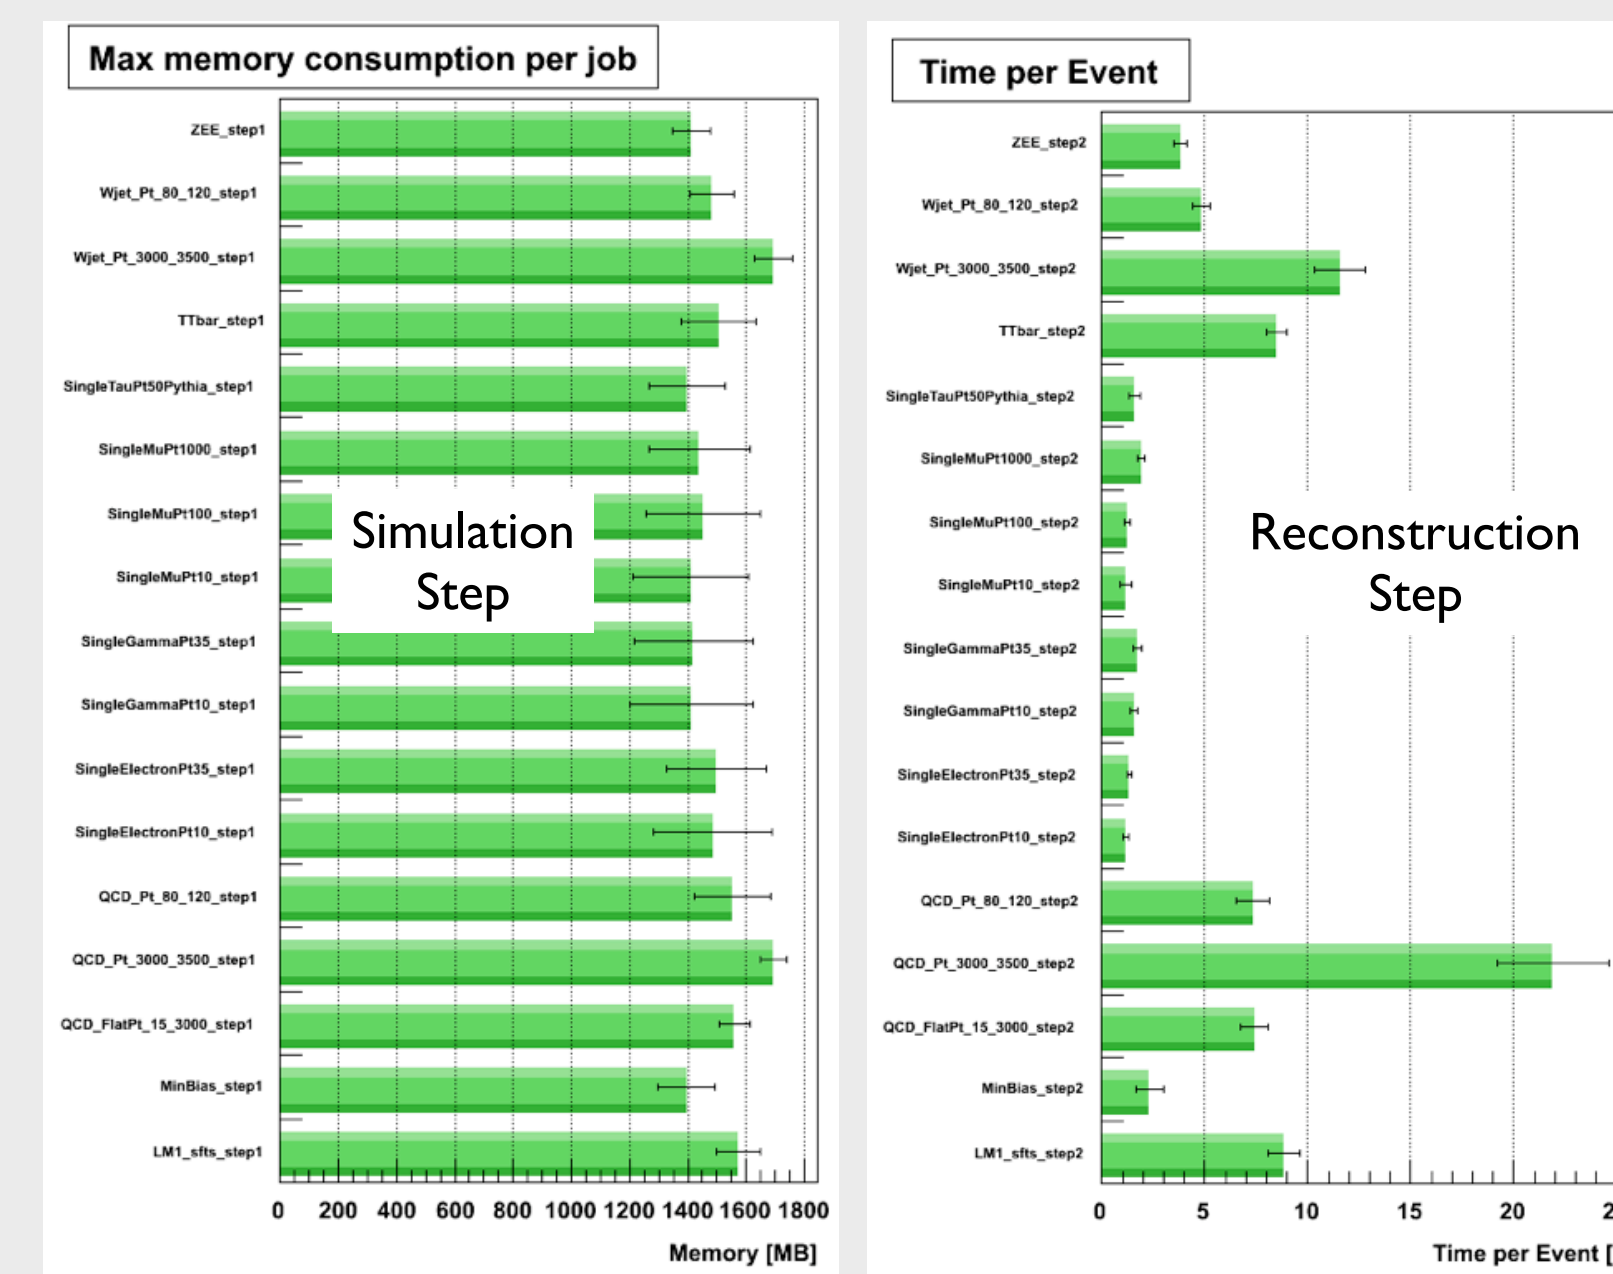 Max memory consumption per job
ZEE_step1
Wjet_Pt_80_120_step1
Wjet_Pt_3000_3500_step1
TTbar_step1
SingleTauPt50Pythia_step1
SingleMuPt1000_step1
SingleMuPt100_step1
SingleMuPt10_step1
SingleGammaPt35_step1
SingleGammaPt10_step1
SingleElectronPt35_step1
SingleElectronPt10_step1
QCD_Pt_80_120_step1
QCD_Pt_3000_3500_step1
QCD_FlatPt_15_3000_step1
MinBias_step1
LM1_sfts_step1
Simulation
Step
0 200 400 600 800 1000 1200 1400 1600 1800
Memory [MB]
Time per Event
ZEE_step2
Wjet_Pt_80_120_step2
Wjet_Pt_3000_3500_step2
TTbar_step2
SingleTauPt50Pythia_step2
SingleMuPt1000_step2
SingleMuPt100_step2
SingleMuPt10_step2
SingleGammaPt35_step2
SingleGammaPt10_step2
SingleElectronPt35_step2
SingleElectronPt10_step2
QCD_Pt_80_120_step2
QCD_Pt_3000_3500_step2
QCD_FlatPt_15_3000_step2
MinBias_step2
LM1_sfts_step2
Reconstruction
Step
0 5 10 15 20
Time per Event [